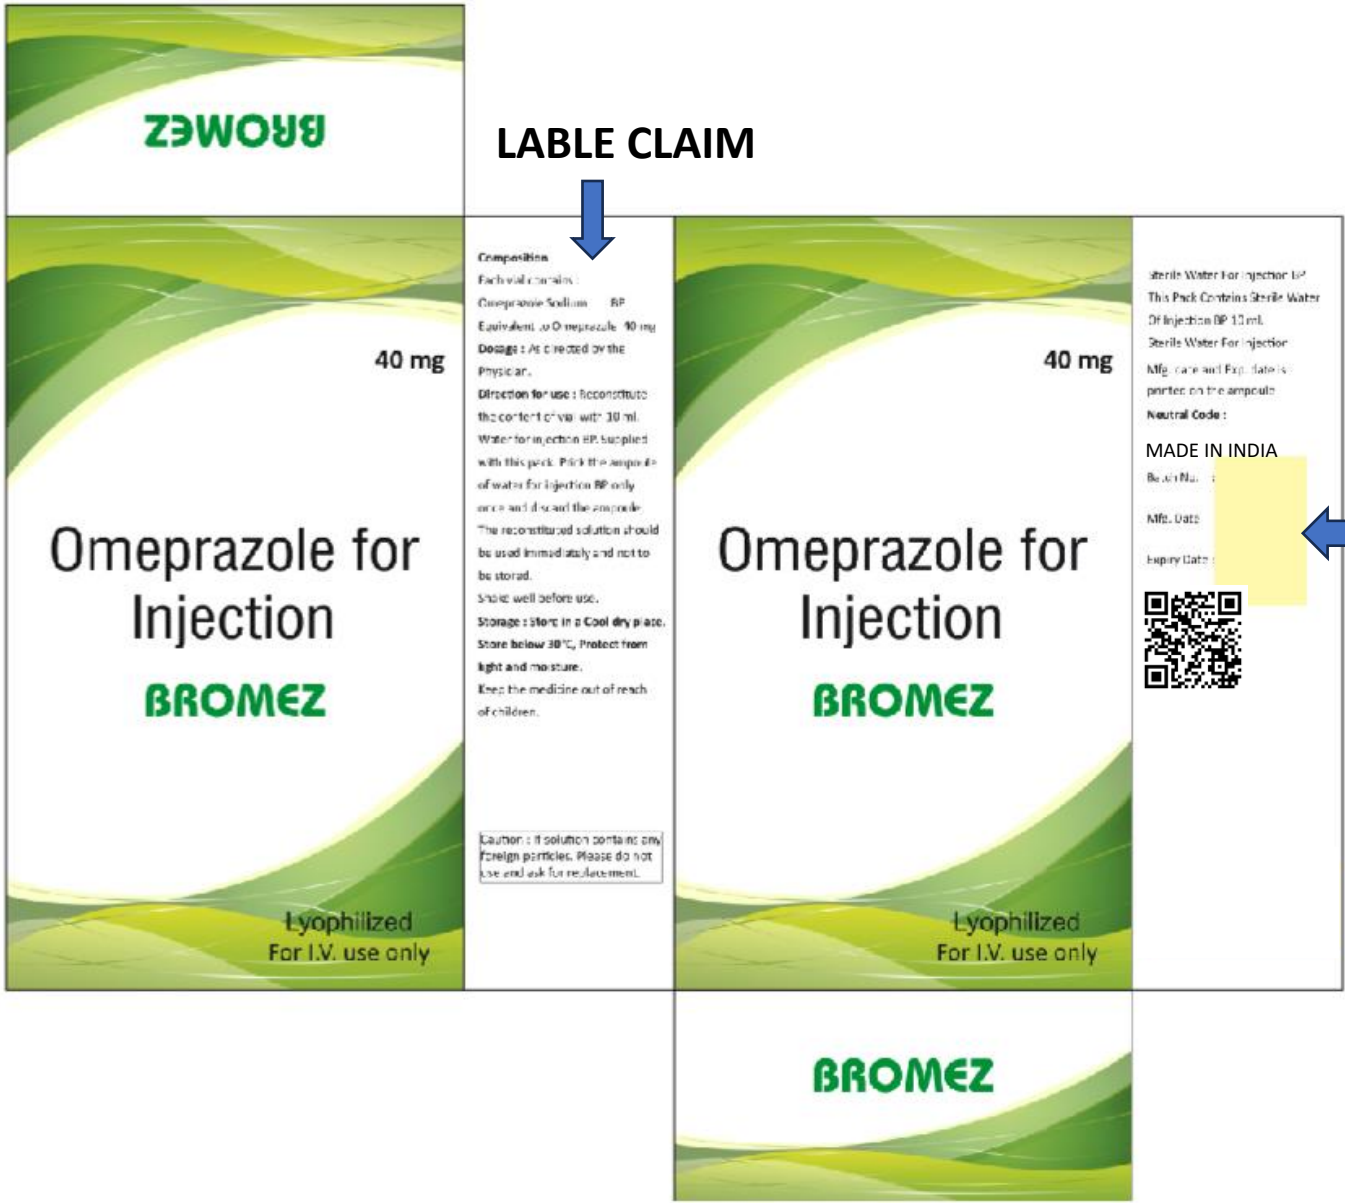 BROMEZ
LABLE CLAIM
40 mg
Omeprazole for
Injection
BROMEZ
Lyophilized
For I.V. use only
Composition
Each vial contains :
Omeprazole Sodium BP
Equivalent to Omeprazole 40 mg
Dosage : As directed by the
Physician.
Direction for use : Reconstitute
the content of vial with 10 ml.
Water for injection BP. Supplied
with this pack. Prick the ampoule
of water for injection BP only
once and discard the ampoule
The reconstituted solution should
be used immediately and not to
be stored.
Shake well before use.
Storage : Store in a Cool dry place.
Store below 30°C, Protect from
light and moisture.
Keep the medicine out of reach
of children.
Caution : If solution contains any
foreign particles. Please do not
use and ask for replacement.
40 mg
Omeprazole for
Injection
BROMEZ
Lyophilized
For I.V. use only
Sterile Water For Injection BP
This Pack Contains Sterile Water
Of Injection BP 10 ml.
Sterile Water For Injection
Mfg. date and Exp. date is
printed on the ampoule
Neutral Code :
MADE IN INDIA
Batch No. :
Mfg. Date
Expiry Date :
BROMEZ